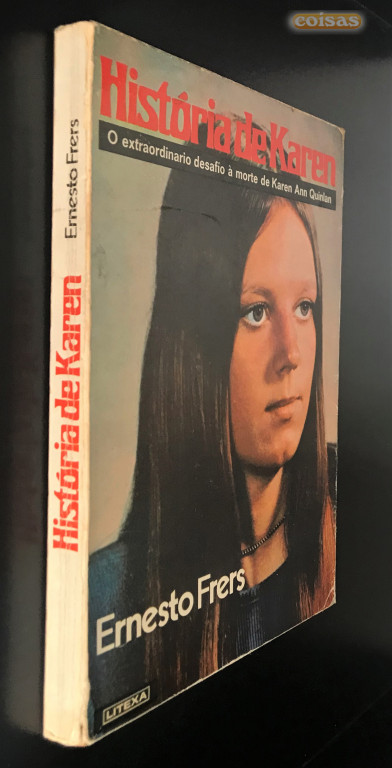 coisas
História de Karen
O extraordinario desafio à morte de Karen Ann Quinlan
Ernesto Frers
LITEXA
História de Karen Ernesto Frers